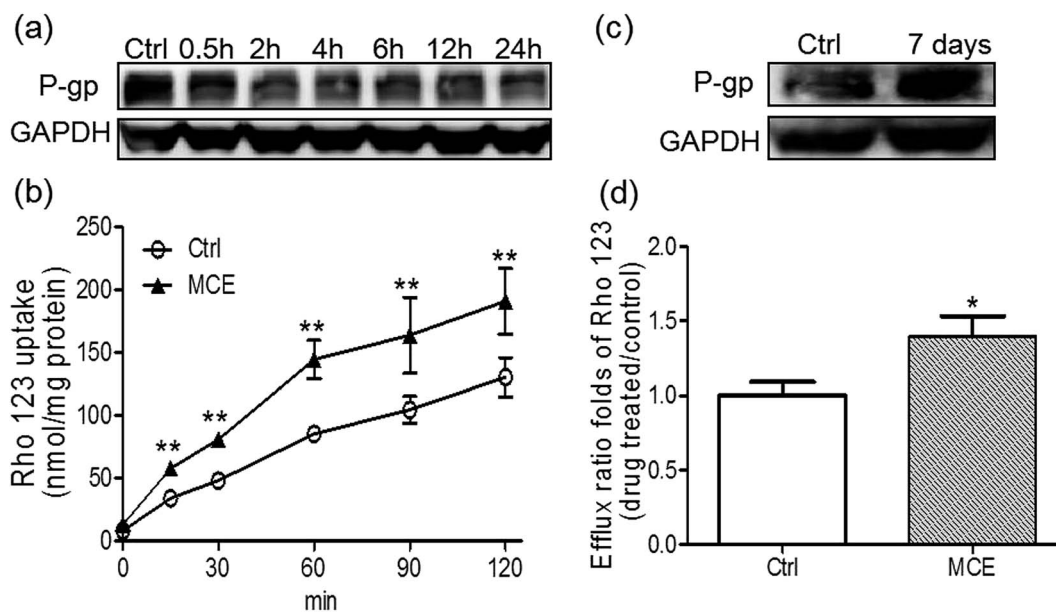 (a)
Ctrl 0.5h 2h 4h 6h 12h 24h
P-gp
GAPDH
(b)
250
200
150
100
50
0
Rho 123 uptake
(nmol/mg protein)
Ctrl
MCE
**
**
**
**
**
0 30 60 90 120
min
(c)
Ctrl 7 days
P-gp
GAPDH
(d)
2.0
1.5
1.0
0.5
0.0
Efflux ratio folds of Rho 123
(drug treated/control)
*
Ctrl MCE